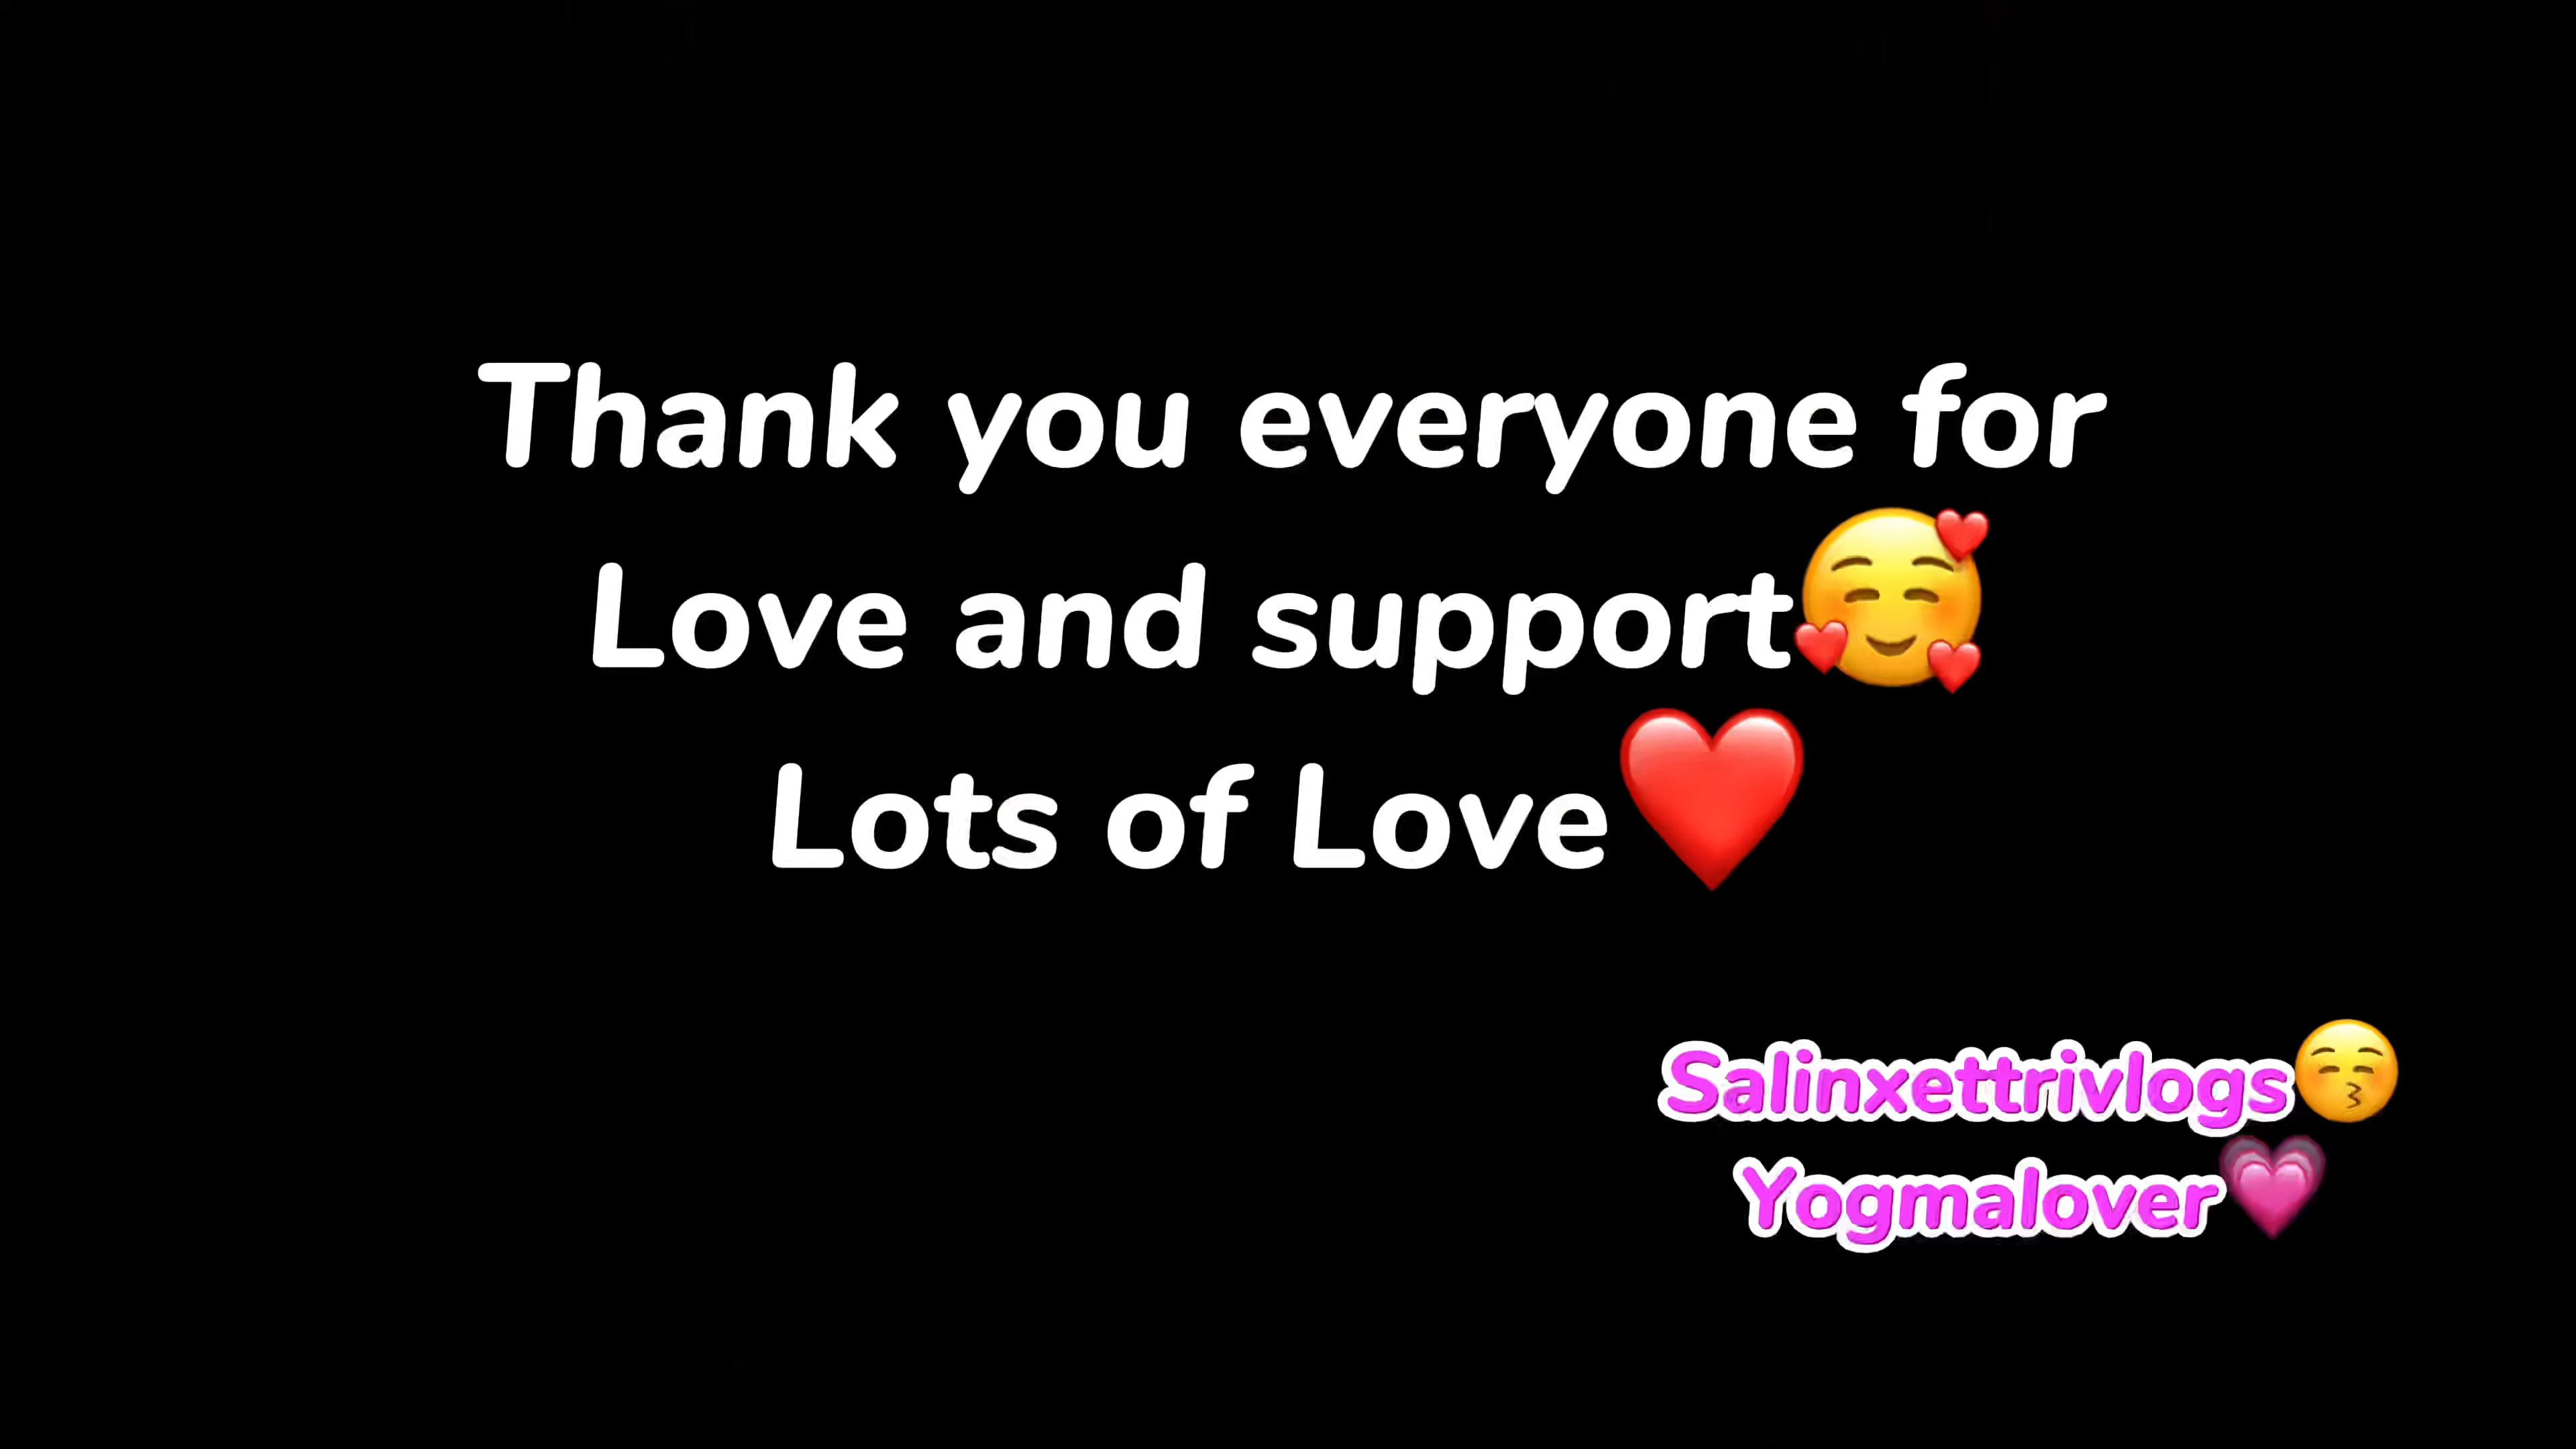 Thank you everyone for
Love and support🥰
Lots of Love❤️
Salinxettrivlogs😚
Yogmalover💗